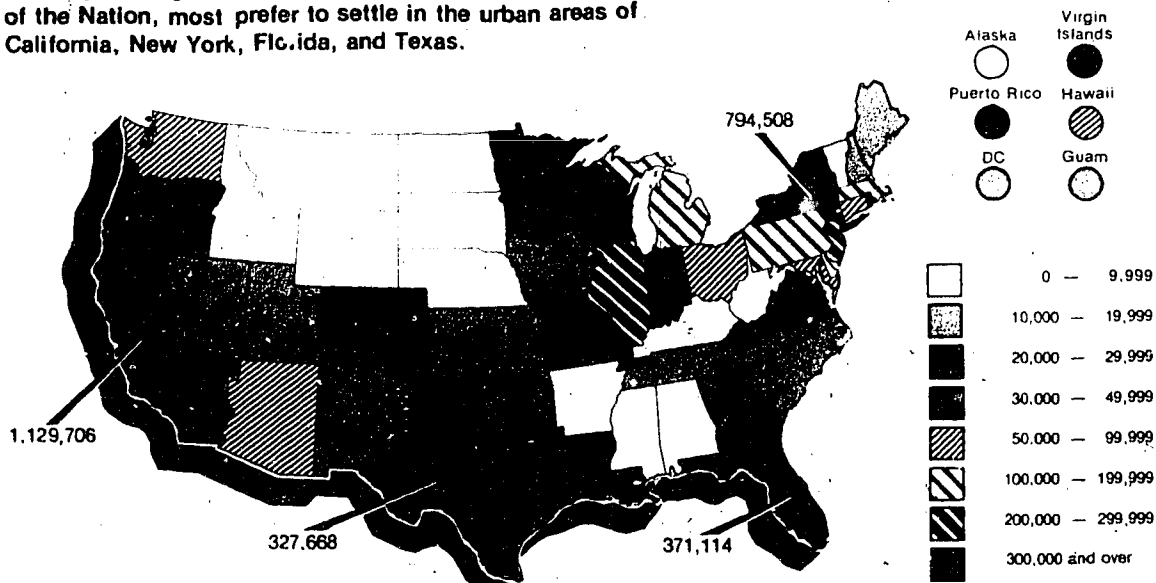 of the Nation, most prefer to settle in the urban areas of
California, New York, Flc.ida, and Texas.
Alaska
Virgin
Islands
Puerto Rico
Hawaii
DC
Guam
794,508
1,129,706
327.668
371,114
0 — 9,999
10,000 — 19,999
20,000 — 29,999
30.000 — 49,999
50.000 — 99,999
100,000 — 199,999
200,000 — 299,999
300,000 and over